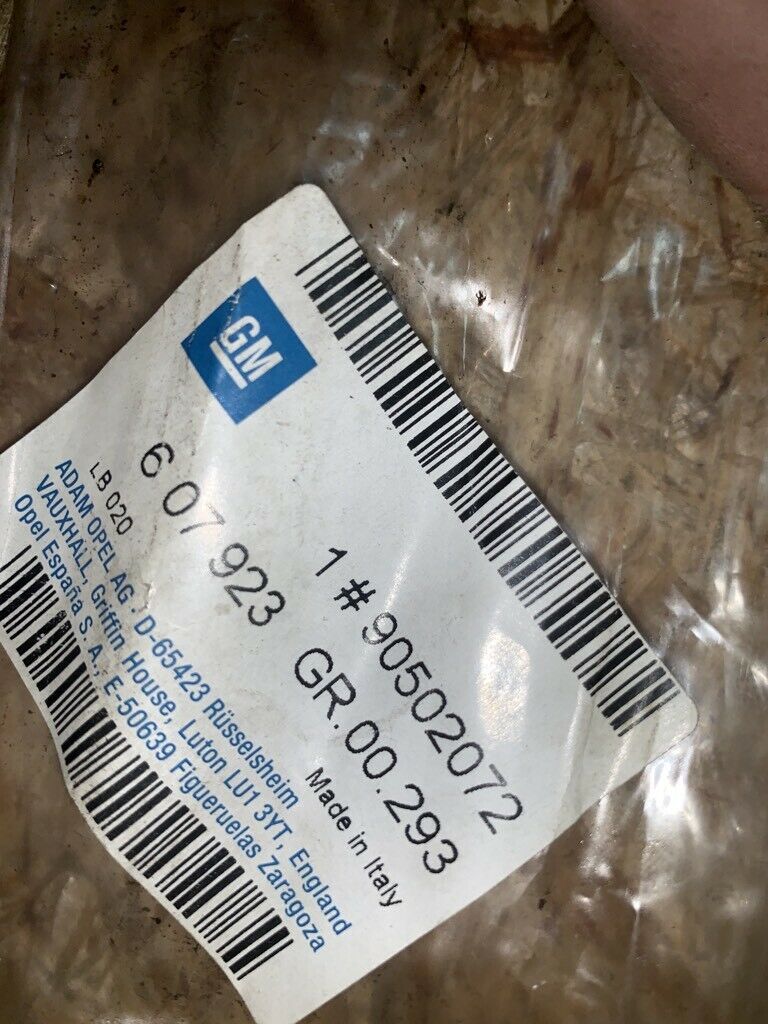 GM
1 # 90502072
6 07 923 GR.00.293
LB 020 Made in Italy
ADAM OPEL AG . D-65423 Rüsselsheim
VAUXHALL, Griffin House, Luton LU1 3YT, England
Opel España S. A., E-50639 Figueruelas Zaragoza